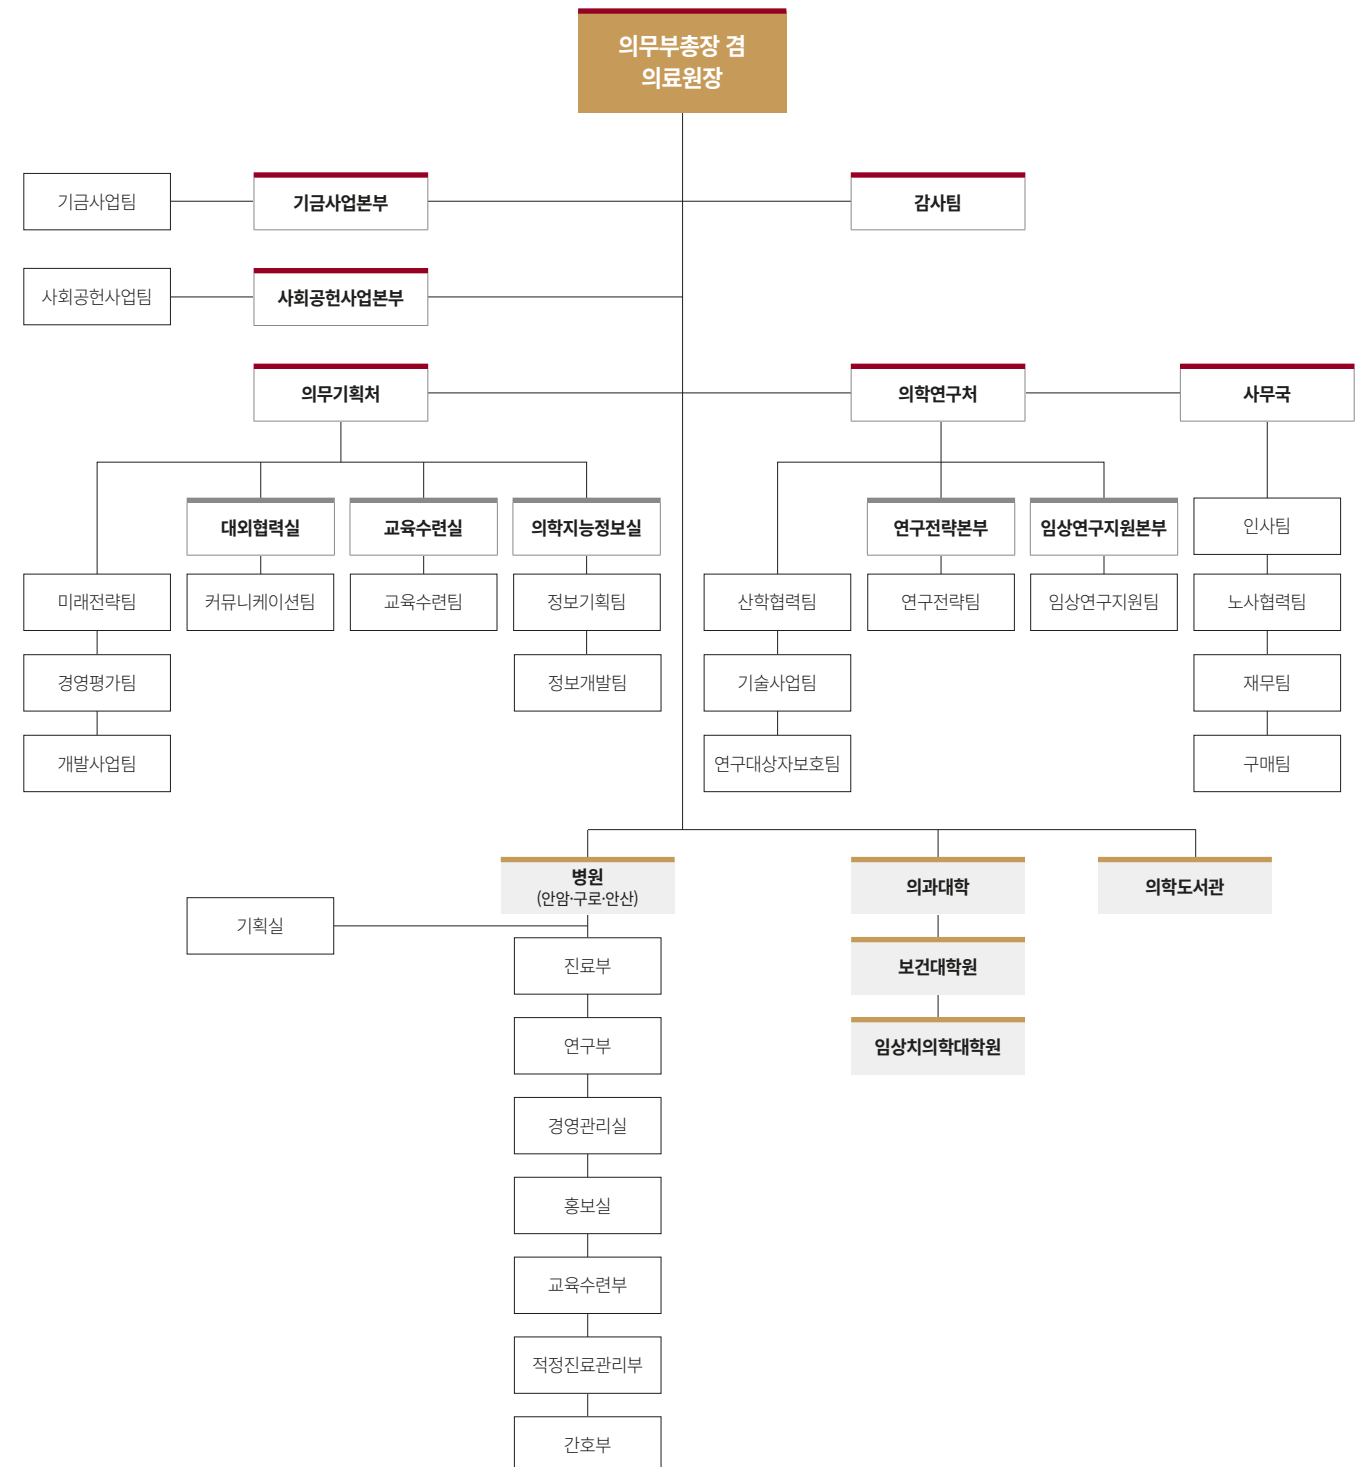 의무부총장 겸
의료원장
기금사업팀
기금사업본부
감사팀
사회공헌사업팀
사회공헌사업본부
의무기획처
의학연구처
사무국
대외협력실
교육수련실
의학지능정보실
연구전략본부
임상연구지원본부
인사팀
미래전략팀
커뮤니케이션팀
교육수련팀
정보기획팀
산학협력팀
연구전략팀
임상연구지원팀
노사협력팀
경영평가팀
정보개발팀
기술사업팀
재무팀
개발사업팀
연구대상자보호팀
구매팀
병원
(안암·구로·안산)
의과대학
의학도서관
기획실
진료부
보건대학원
연구부
임상치의학대학원
경영관리실
홍보실
교육수련부
적정진료관리부
간호부